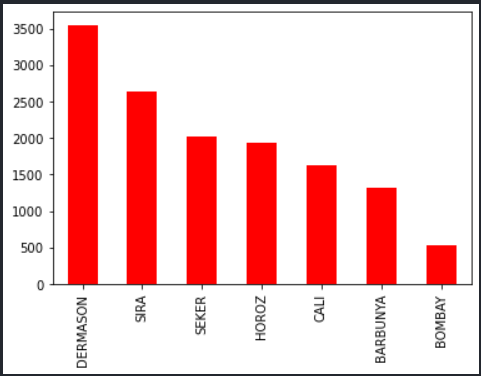 3500
3000
2500
2000
1500
1000
500
0
DERMASON
SIRA
SEKER
HOROZ
CALI
BARBUNYA
BOMBAY